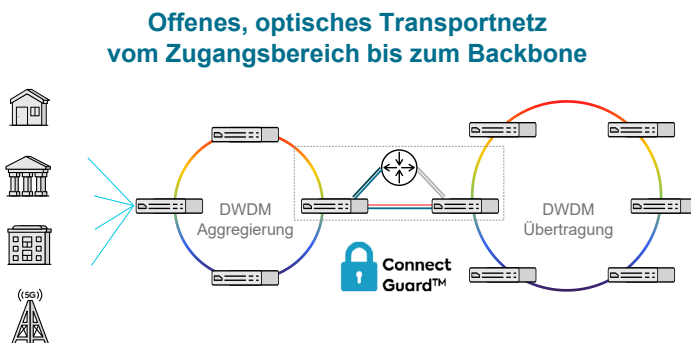 Offenes, optisches Transportnetz
vom Zugangsbereich bis zum Backbone
DWDM
Aggregierung
DWDM
Übertragung
Connect
Guard™
((5G))